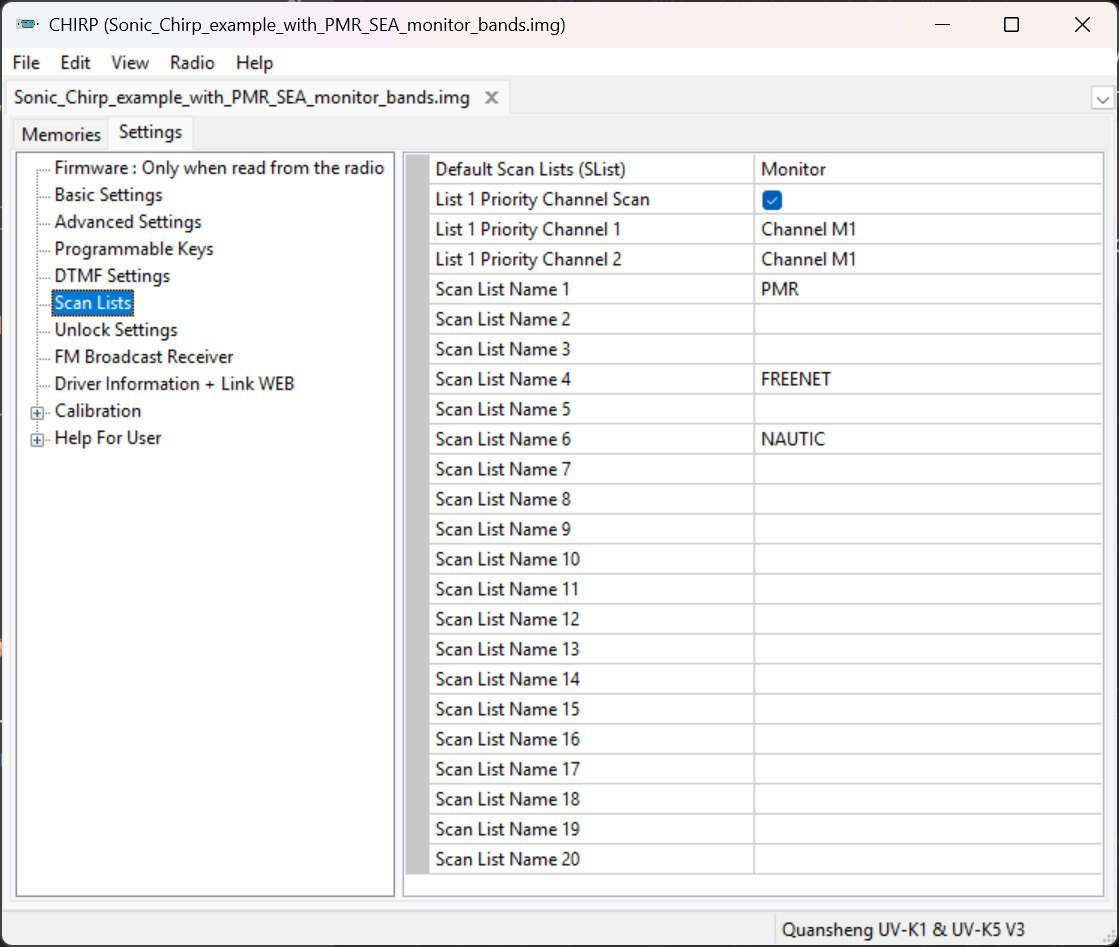 CHIRP (Sonic_Chirp_example_with_PMR_SEA_monitor_bands.img)
File Edit View Radio Help
Sonic_Chirp_example_with_PMR_SEA_monitor_bands.img
Memories Settings
Firmware : Only when read from the radio
Basic Settings
Advanced Settings
Programmable Keys
DTMF Settings
Scan Lists
Unlock Settings
FM Broadcast Receiver
Driver Information + Link WEB
Calibration
Help For User
Default Scan Lists (SList) Monitor
List 1 Priority Channel Scan
List 1 Priority Channel 1 Channel M1
List 1 Priority Channel 2 Channel M1
Scan List Name 1 PMR
Scan List Name 2
Scan List Name 3
Scan List Name 4 FREENET
Scan List Name 5
Scan List Name 6 NAUTIC
Scan List Name 7
Scan List Name 8
Scan List Name 9
Scan List Name 10
Scan List Name 11
Scan List Name 12
Scan List Name 13
Scan List Name 14
Scan List Name 15
Scan List Name 16
Scan List Name 17
Scan List Name 18
Scan List Name 19
Scan List Name 20
Quansheng UV-K1 & UV-K5 V3